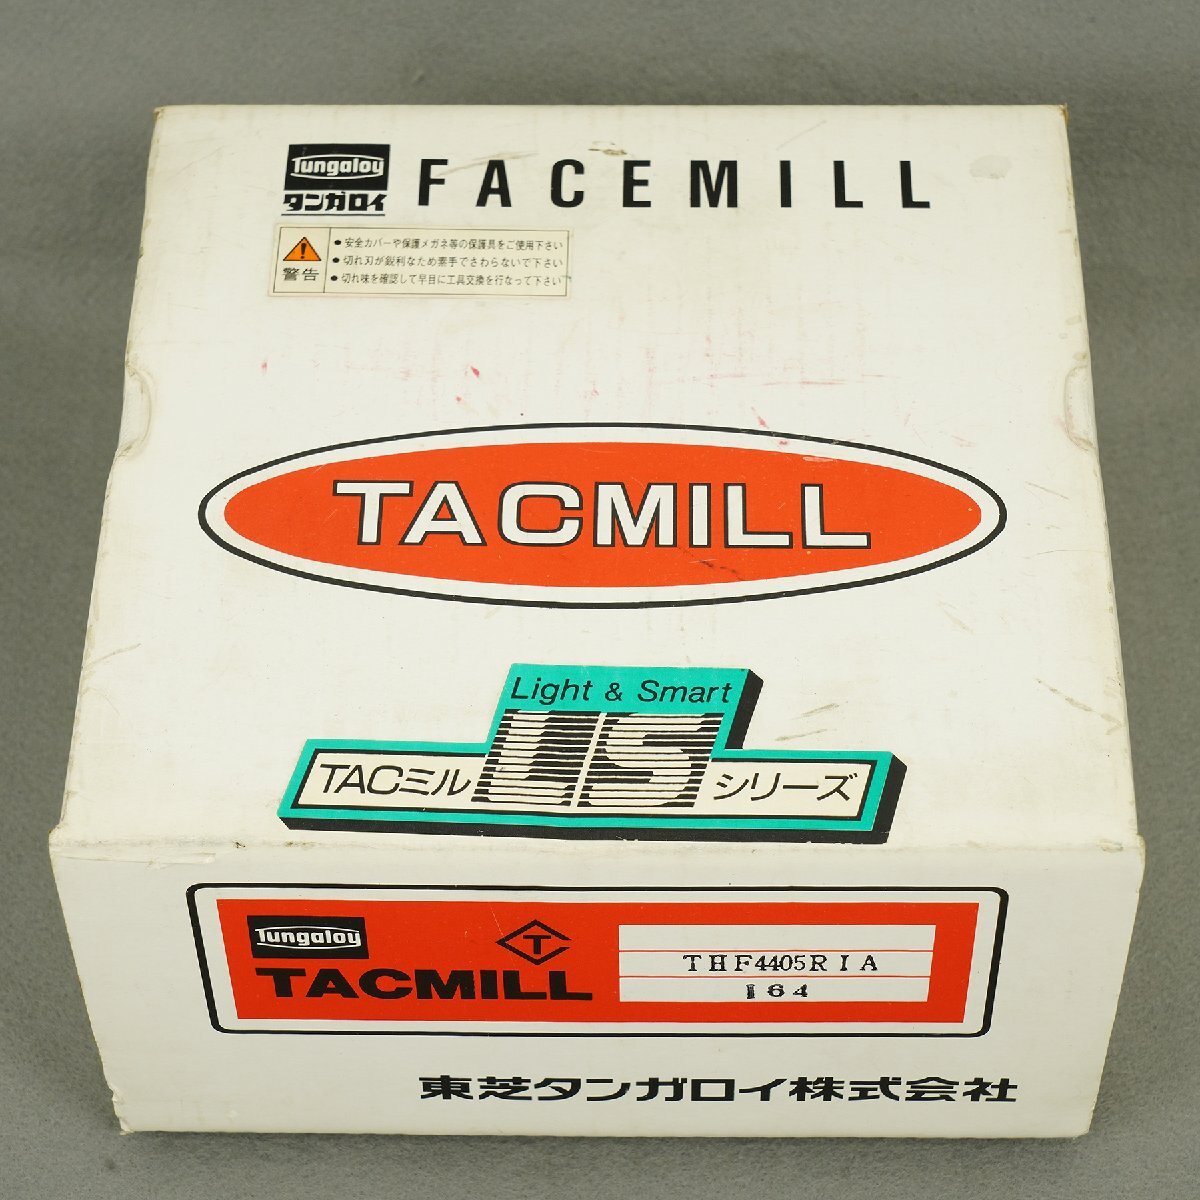 Tungaloy
タンガロイ
FACEMILL
警告
●安全カバーや保護メガネ等の保護具をご使用下さい
●切れ刃が鋭利なため素手でさわらないで下さい
●切れ味を確認して早目に工具交換を行なって下さい
TACMILL
Light & Smart
TACミル LS シリーズ
Tungaloy
T
TACMILL
THF4405RIA
164
東芝タンガロイ株式会社